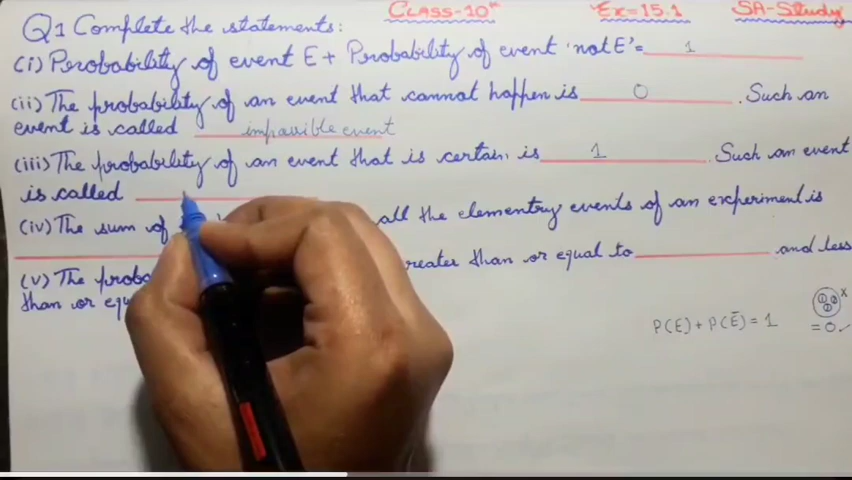 CLASS-10th Ex=15.1 SA-Study
Q1 Complete the statements:
(i) Probability of event E + Probability of event 'not E' = 1
(ii) The probability of an event that cannot happen is 0. Such an
event is called impossible event
(iii) The probability of an event that is certain is 1. Such an event
is called
(iv) The sum of all the elementry events of an experiment is
(v) The greater than or equal to and less
than or
P(E) + P(Ē) = 1
= 0 ✓